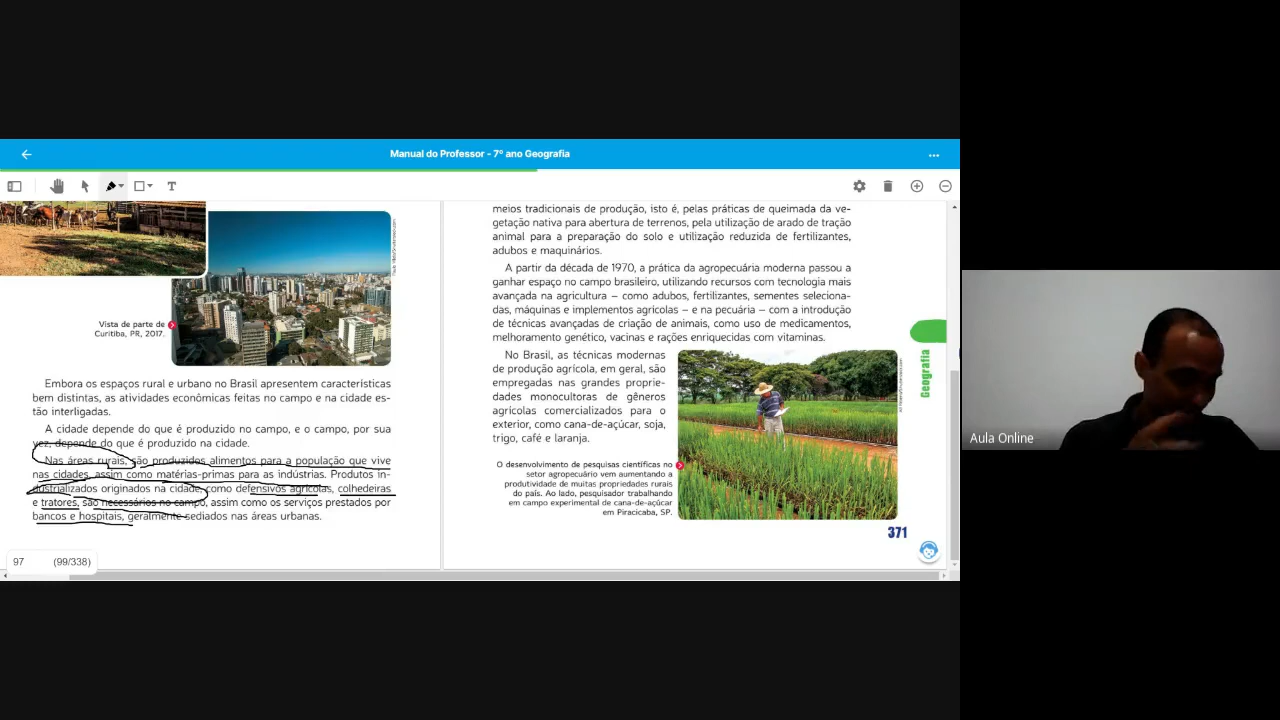 Manual do Professor - 7º ano Geografia
T
Vista de parte de
Curitiba, PR, 2017.
Embora os espaços rural e urbano no Brasil apresentem características
bem distintas, as atividades econômicas feitas no campo e na cidade es-
tão interligadas.
A cidade depende do que é produzido no campo, e o campo, por sua
vez, depende do que é produzido na cidade.
Nas áreas rurais, são produzidos alimentos para a população que vive
nas cidades, assim como matérias-primas para as indústrias. Produtos in-
dustrializados originados na cidade, como defensivos agrícolas, colhedeiras
e tratores, são necessários no campo, assim como os serviços prestados por
bancos e hospitais, geralmente sediados nas áreas urbanas.
97 (99/338)
meios tradicionais de produção, isto é, pelas práticas de queimada da ve-
getação nativa para abertura de terrenos, pela utilização de arado de tração
animal para a preparação do solo e utilização reduzida de fertilizantes,
adubos e maquinários.
A partir da década de 1970, a prática da agropecuária moderna passou a
ganhar espaço no campo brasileiro, utilizando recursos com tecnologia mais
avançada na agricultura – como adubos, fertilizantes, sementes seleciona-
das, máquinas e implementos agrícolas – e na pecuária – com a introdução
de técnicas avançadas de criação de animais, como uso de medicamentos,
melhoramento genético, vacinas e rações enriquecidas com vitaminas.
No Brasil, as técnicas modernas
de produção agrícola, em geral, são
empregadas nas grandes proprie-
dades monocultoras de gêneros
agrícolas comercializados para o
exterior, como cana-de-açúcar, soja,
trigo, café e laranja.
O desenvolvimento de pesquisas científicas no
setor agropecuário vem aumentando a
produtividade de muitas propriedades rurais
do país. Ao lado, pesquisador trabalhando
em campo experimental de cana-de-açúcar
em Piracicaba, SP.
Geografia
371
Aula Online